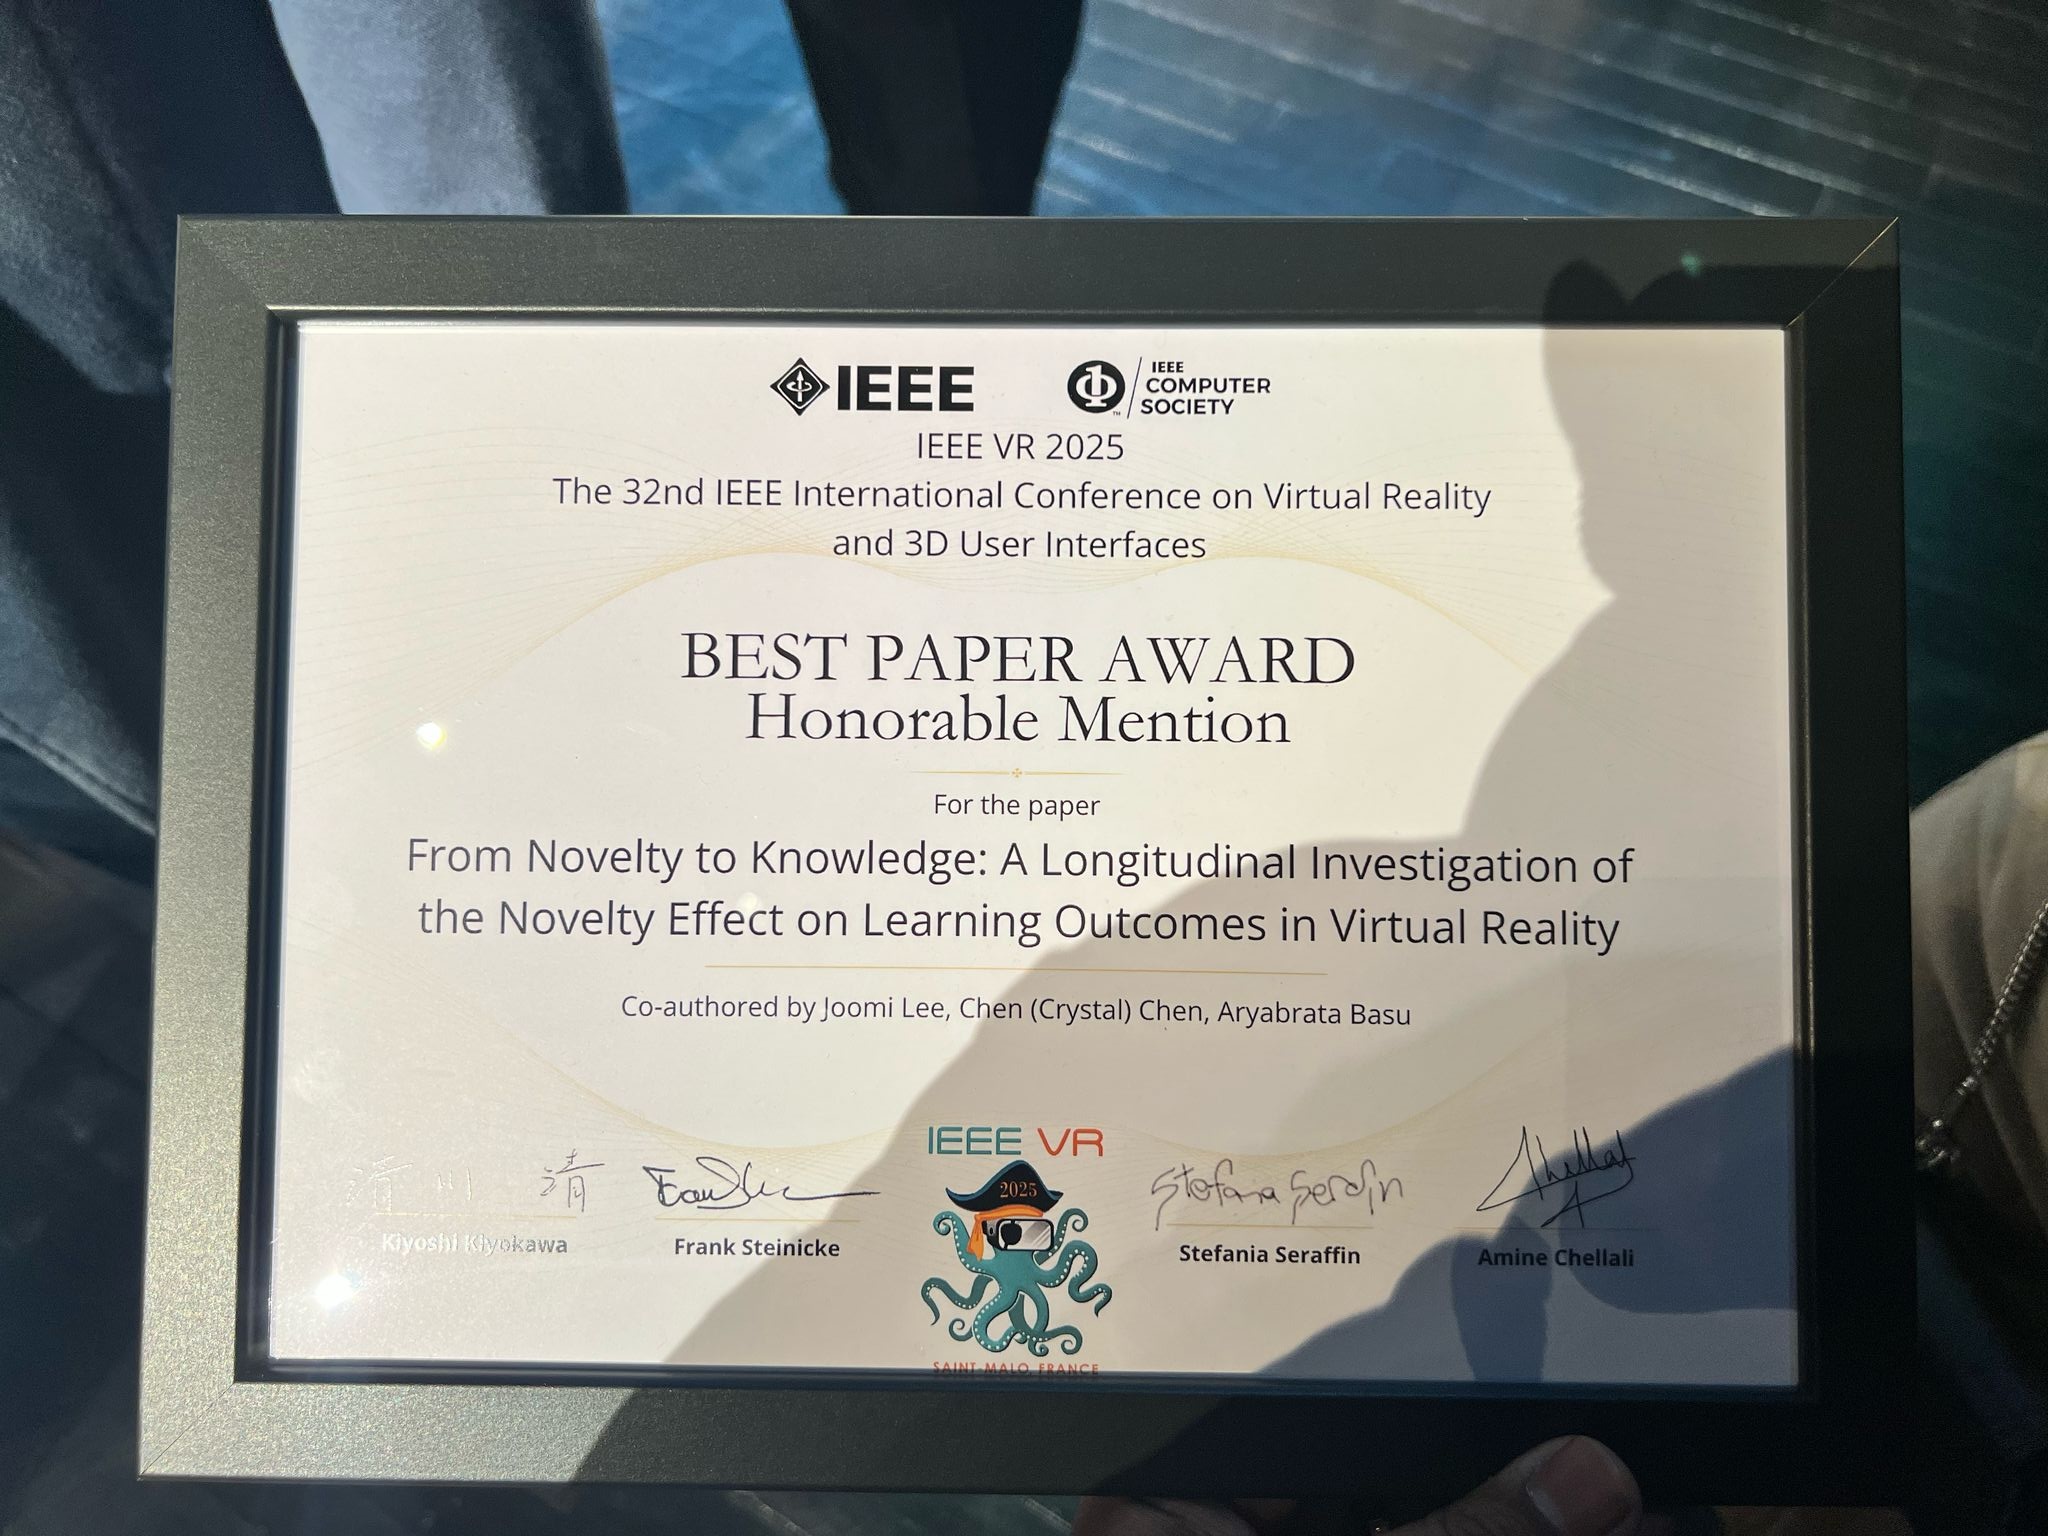 IEEE
IEEE
COMPUTER
SOCIETY
IEEE VR 2025
The 32nd IEEE International Conference on Virtual Reality
and 3D User Interfaces
BEST PAPER AWARD
Honorable Mention
For the paper
From Novelty to Knowledge: A Longitudinal Investigation of
the Novelty Effect on Learning Outcomes in Virtual Reality
Co-authored by Joomi Lee, Chen (Crystal) Chen, Aryabrata Basu
清川 清
Stefania Serafin
Kiyoshi Kiyokawa
Frank Steinicke
IEEE VR
2025
SAINT-MALO, FRANCE
Stefania Seraffin
Amine Chellali